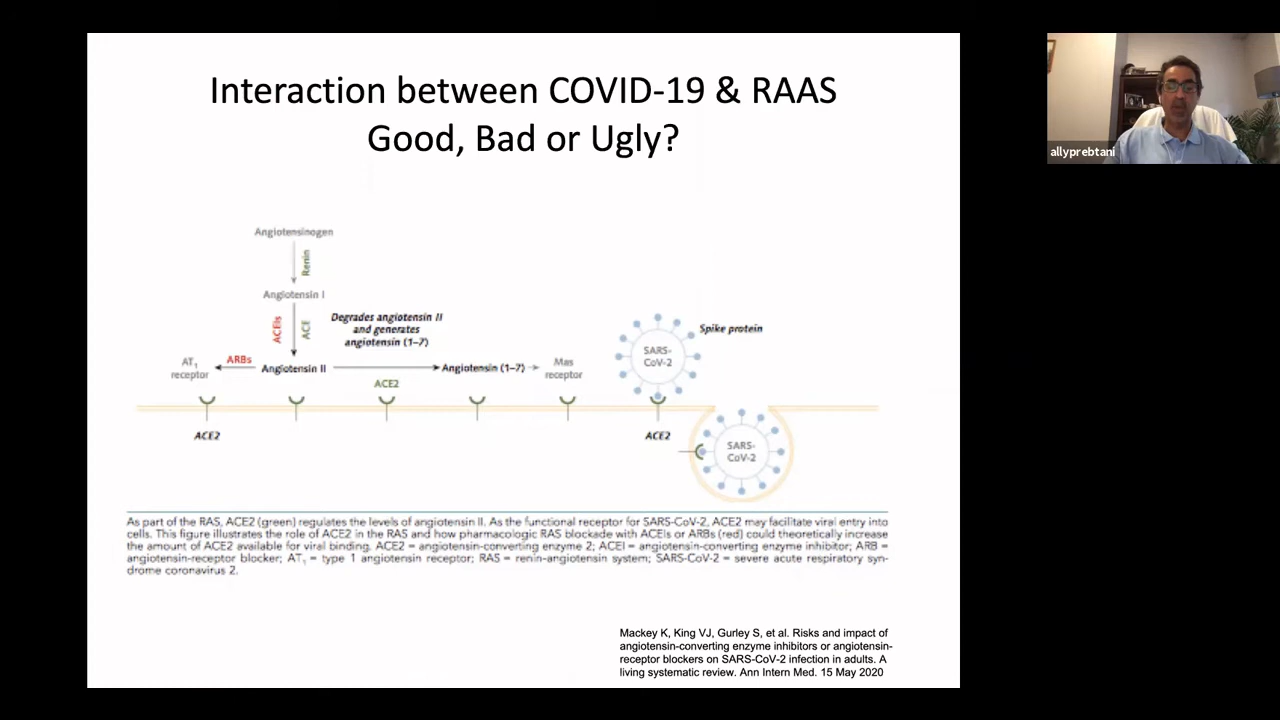 Interaction between COVID-19 & RAAS
Good, Bad or Ugly?
allyprebtani
Angiotensinogen
Renin
Angiotensin I
ACEIs
ACE
Degrades angiotensin II
and generates
angiotensin (1–7)
Spike protein
SARS-
CoV-2
AT1
receptor
ARBs
Angiotensin II
ACE2
Angiotensin (1–7)
Mas
receptor
ACE2
ACE2
SARS-
CoV-2
As part of the RAS, ACE2 (green) regulates the levels of angiotensin II. As the functional receptor for SARS-CoV-2, ACE2 may facilitate viral entry into
cells. This figure illustrates the role of ACE2 in the RAS and how pharmacologic RAS blockade with ACEIs or ARBs (red) could theoretically increase
the amount of ACE2 available for viral binding. ACE2 = angiotensin-converting enzyme 2; ACEI = angiotensin-converting enzyme inhibitor; ARB =
angiotensin-receptor blocker; AT1 = type 1 angiotensin receptor; RAS = renin-angiotensin system; SARS-CoV-2 = severe acute respiratory syn-
drome coronavirus 2.
Mackey K, King VJ, Gurley S, et al. Risks and impact of
angiotensin-converting enzyme inhibitors or angiotensin-
receptor blockers on SARS-CoV-2 infection in adults. A
living systematic review. Ann Intern Med. 15 May 2020